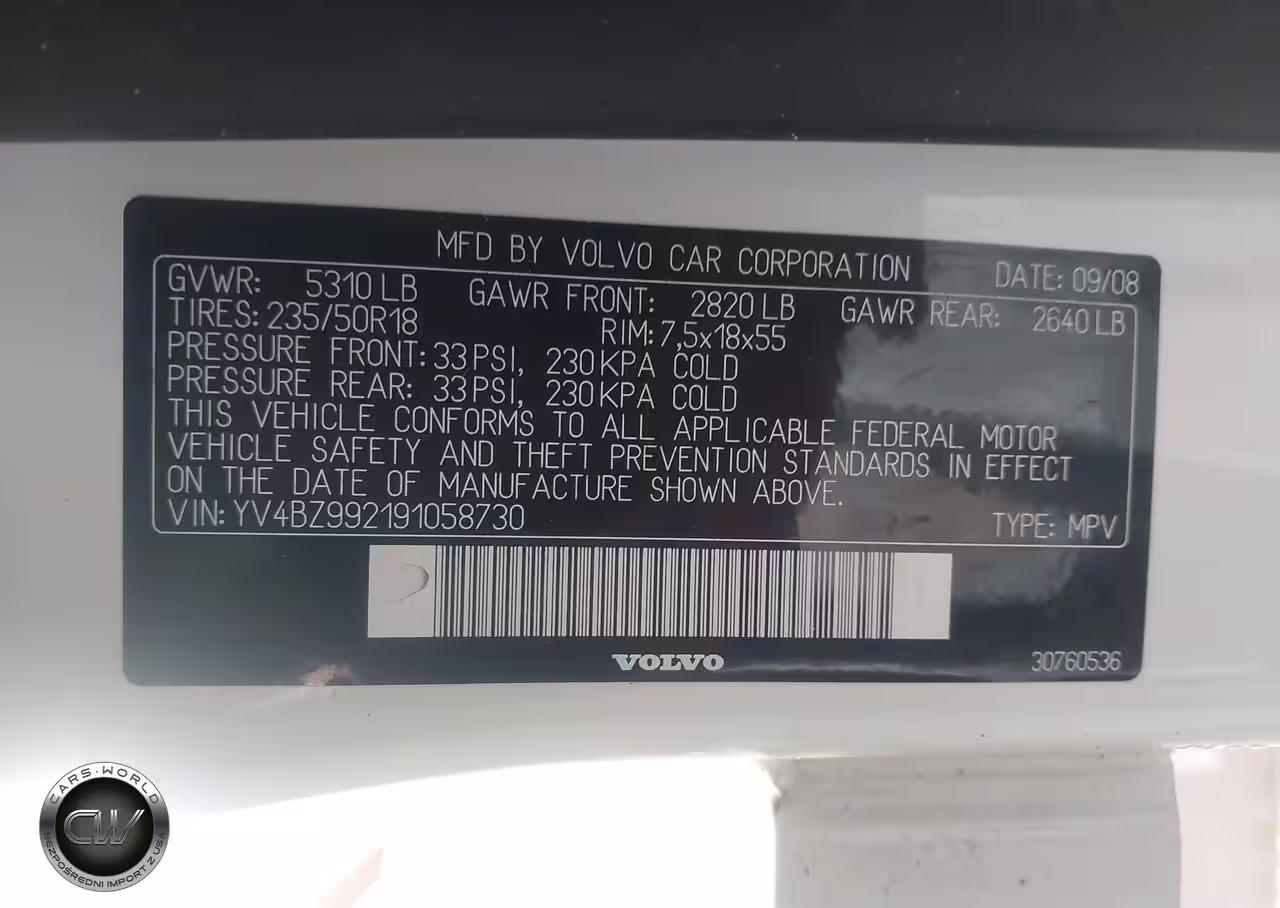 MFD BY VOLVO CAR CORPORATION DATE: 09/08
GVWR: 5310 LB GAWR FRONT: 2820 LB GAWR REAR: 2640 LB
TIRES: 235/50R18 RIM: 7,5x18x55
PRESSURE FRONT: 33 PSI, 230 KPA COLD
PRESSURE REAR: 33 PSI, 230 KPA COLD
THIS VEHICLE CONFORMS TO ALL APPLICABLE FEDERAL MOTOR
VEHICLE SAFETY AND THEFT PREVENTION STANDARDS IN EFFECT
ON THE DATE OF MANUFACTURE SHOWN ABOVE.
VIN: YV4BZ992191058730 TYPE: MPV
VOLVO 30760536
CARS·WORLD
CW
BEZPOŚREDNI IMPORT Z USA